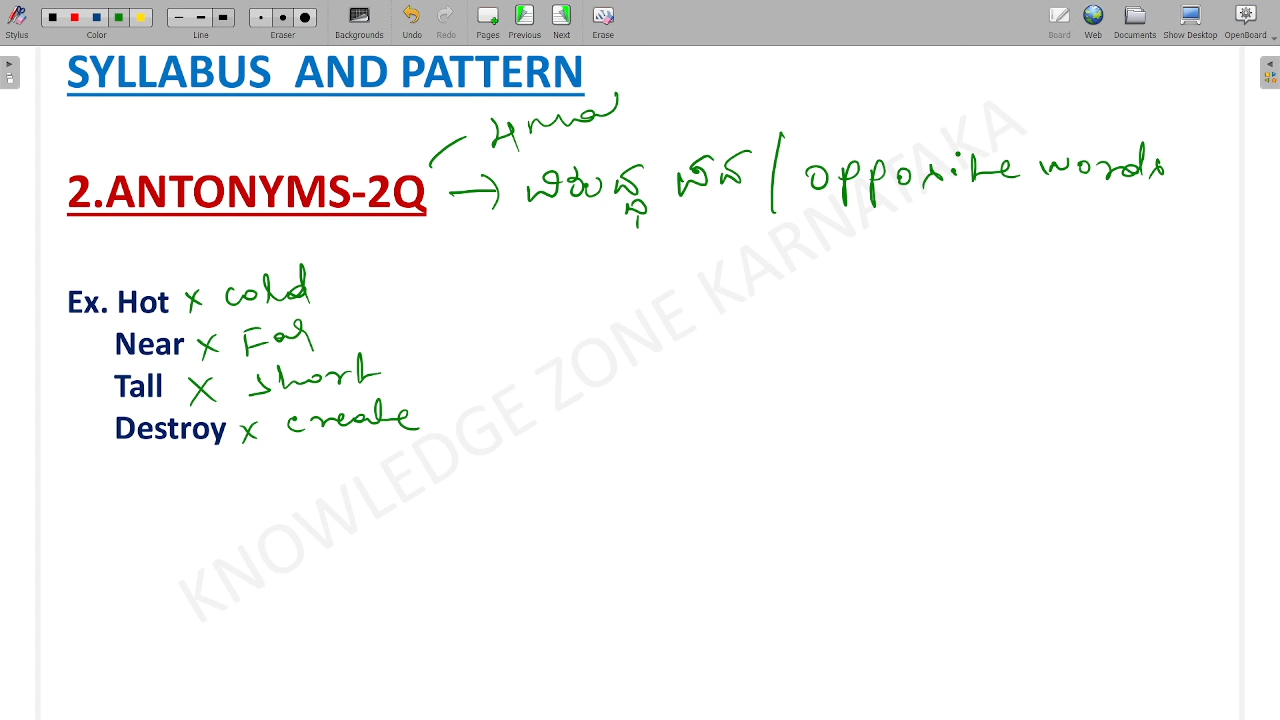 Stylus Color Line Eraser Backgrounds Undo Redo Pages Previous Next Erase Board Web Documents Show Desktop OpenBoard
SYLLABUS AND PATTERN
2.ANTONYMS-2Q → ವಿರುದ್ಧ ಪದ / opposite words
Ex. Hot x cold
Near x Far
Tall x short
Destroy x create
KNOWLEDGE ZONE KARNATAKA